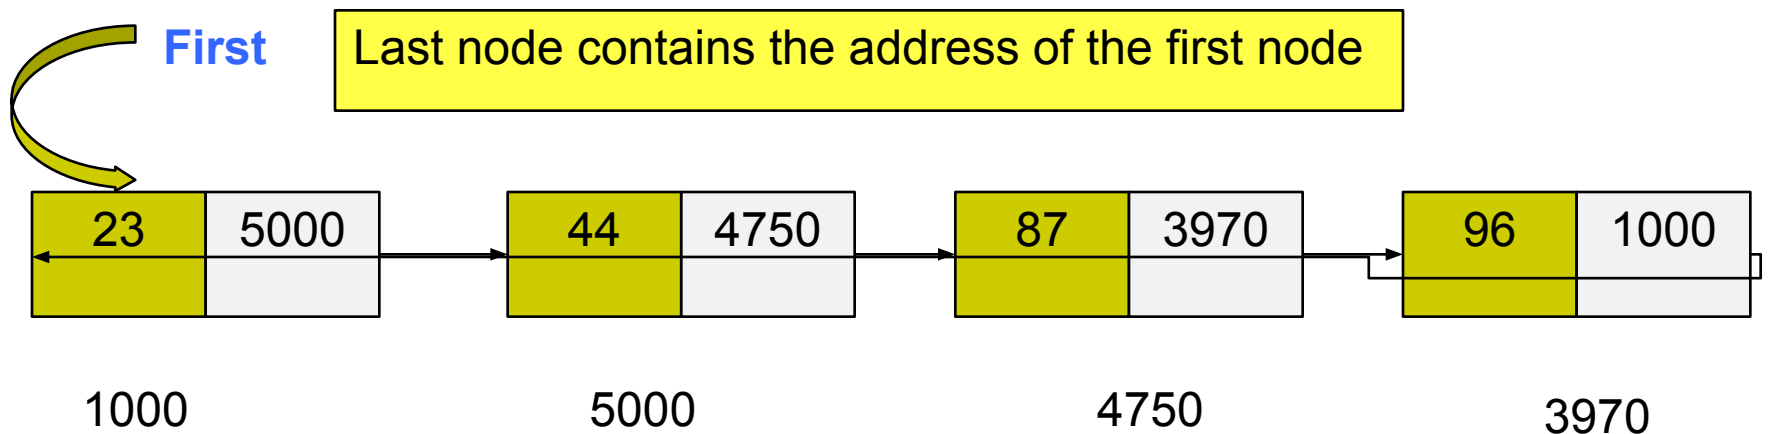 First
Last node contains the address of the first node
23 5000 44 4750 87 3970 96 1000
1000 5000 4750 3970